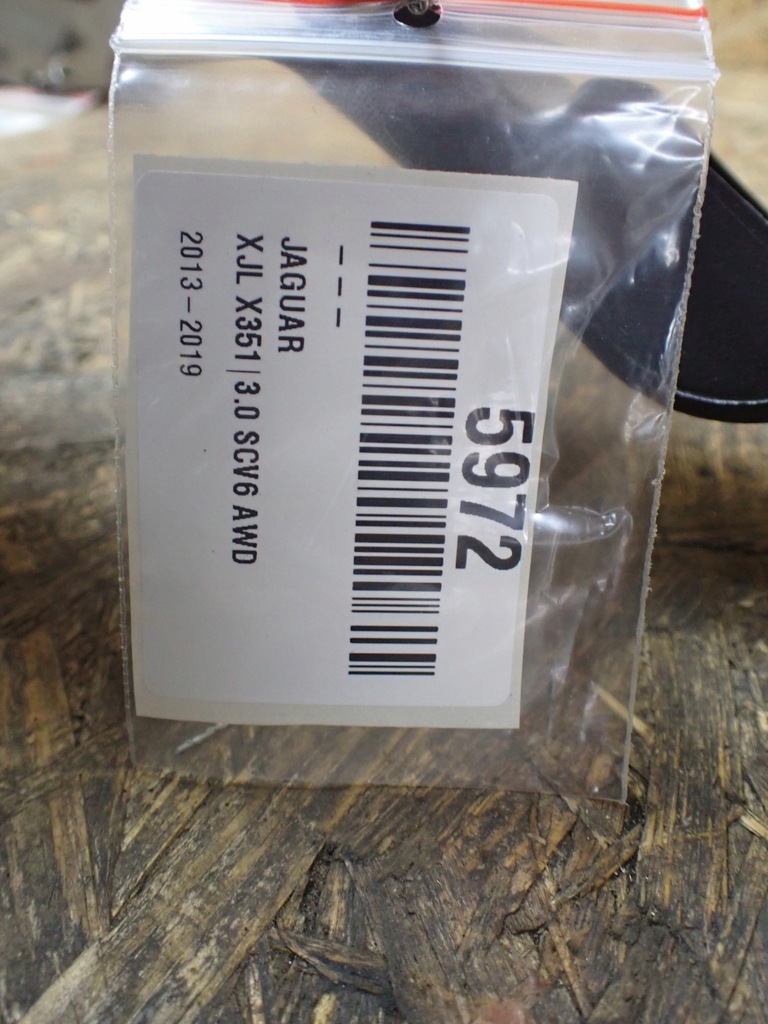 5972
---
JAGUAR
XJL X351|3.0 SCV6 AWD
2013-2019